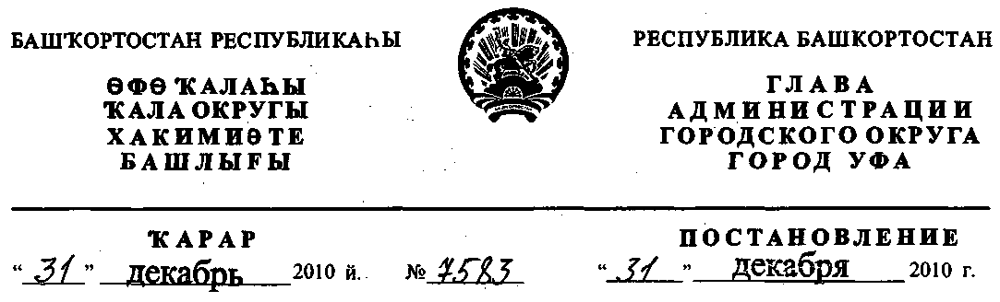 БАШҠОРТОСТАН РЕСПУБЛИКАҺЫ
ӨФӨ ҠАЛАҺЫ
ҠАЛА ОКРУГЫ
ХАКИМИӘТЕ
БАШЛЫҒЫ
РЕСПУБЛИКА БАШКОРТОСТАН
ГЛАВА
АДМИНИСТРАЦИИ
ГОРОДСКОГО ОКРУГА
ГОРОД УФА
ҠАРАР
ПОСТАНОВЛЕНИЕ
“ 31 ” декабрь 2010 й. № 7583 “ 31 ” декабря 2010 г.